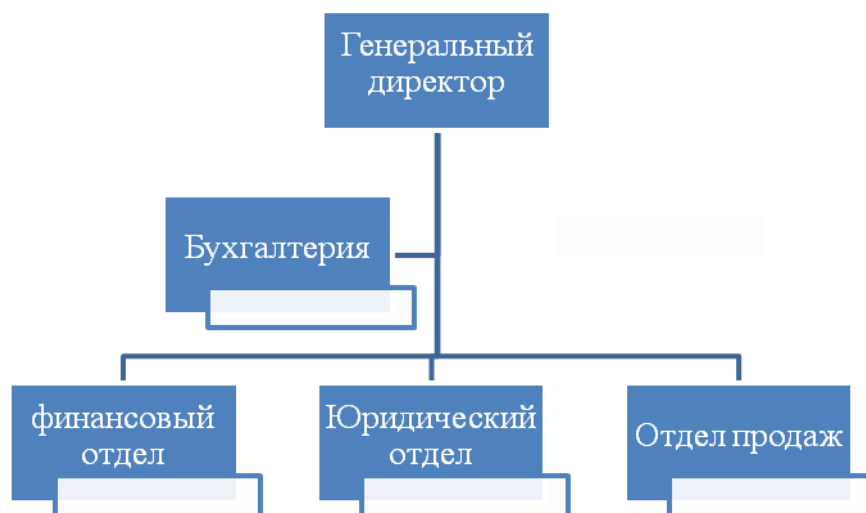 Генеральный
директор
Бухгалтерия
финансовый
отдел
Юридический
отдел
Отдел продаж